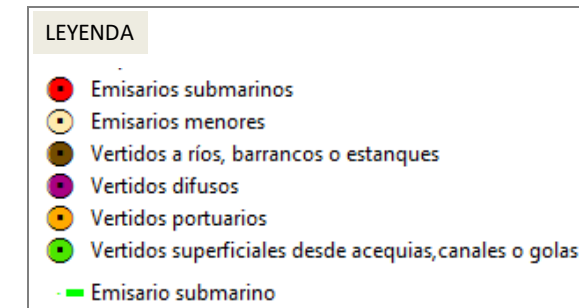 LEYENDA
Emisarios submarinos
Emisarios menores
Vertidos a ríos, barrancos o estanques
Vertidos difusos
Vertidos portuarios
Vertidos superficiales desde acequias,canales o golas
Emisario submarino